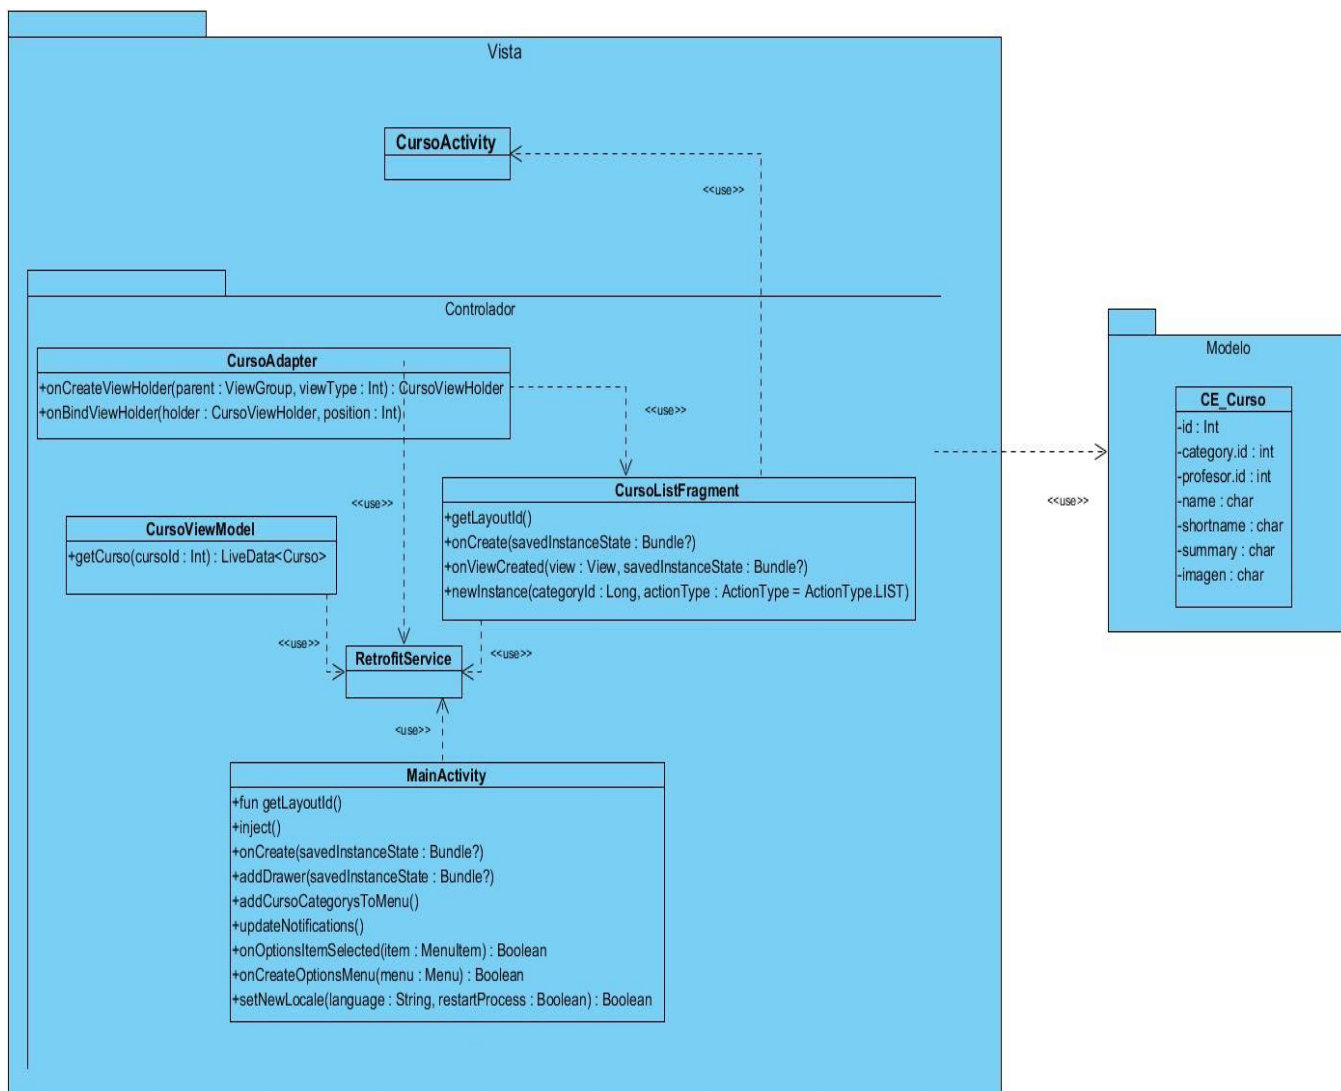 Vista
CursoActivity
<<use>>
Controlador
CursoAdapter
+onCreateViewHolder(parent : ViewGroup, viewType : Int) : CursoViewHolder
+onBindViewHolder(holder : CursoViewHolder, position : Int)
<<use>>
<<use>>
CursoListFragment
+getLayoutId()
+onCreate(savedInstanceState : Bundle?)
+onViewCreated(view : View, savedInstanceState : Bundle?)
+newInstance(categoryId : Long, actionType : ActionType = ActionType.LIST)
CursoViewModel
+getCurso(cursoId : Int) : LiveData<Curso>
<<use>>
<<use>>
RetrofitService
<use>>
MainActivity
+fun getLayoutId()
+inject()
+onCreate(savedInstanceState : Bundle?)
+addDrawer(savedInstanceState : Bundle?)
+addCursoCategorysToMenu()
+updateNotifications()
+onOptionsItemSelected(item : MenuItem) : Boolean
+onCreateOptionsMenu(menu : Menu) : Boolean
+setNewLocale(language : String, restartProcess : Boolean) : Boolean
<<use>>
Modelo
CE_Curso
-id : Int
-category.id : int
-profesor.id : int
-name : char
-shortname : char
-summary : char
-imagen : char